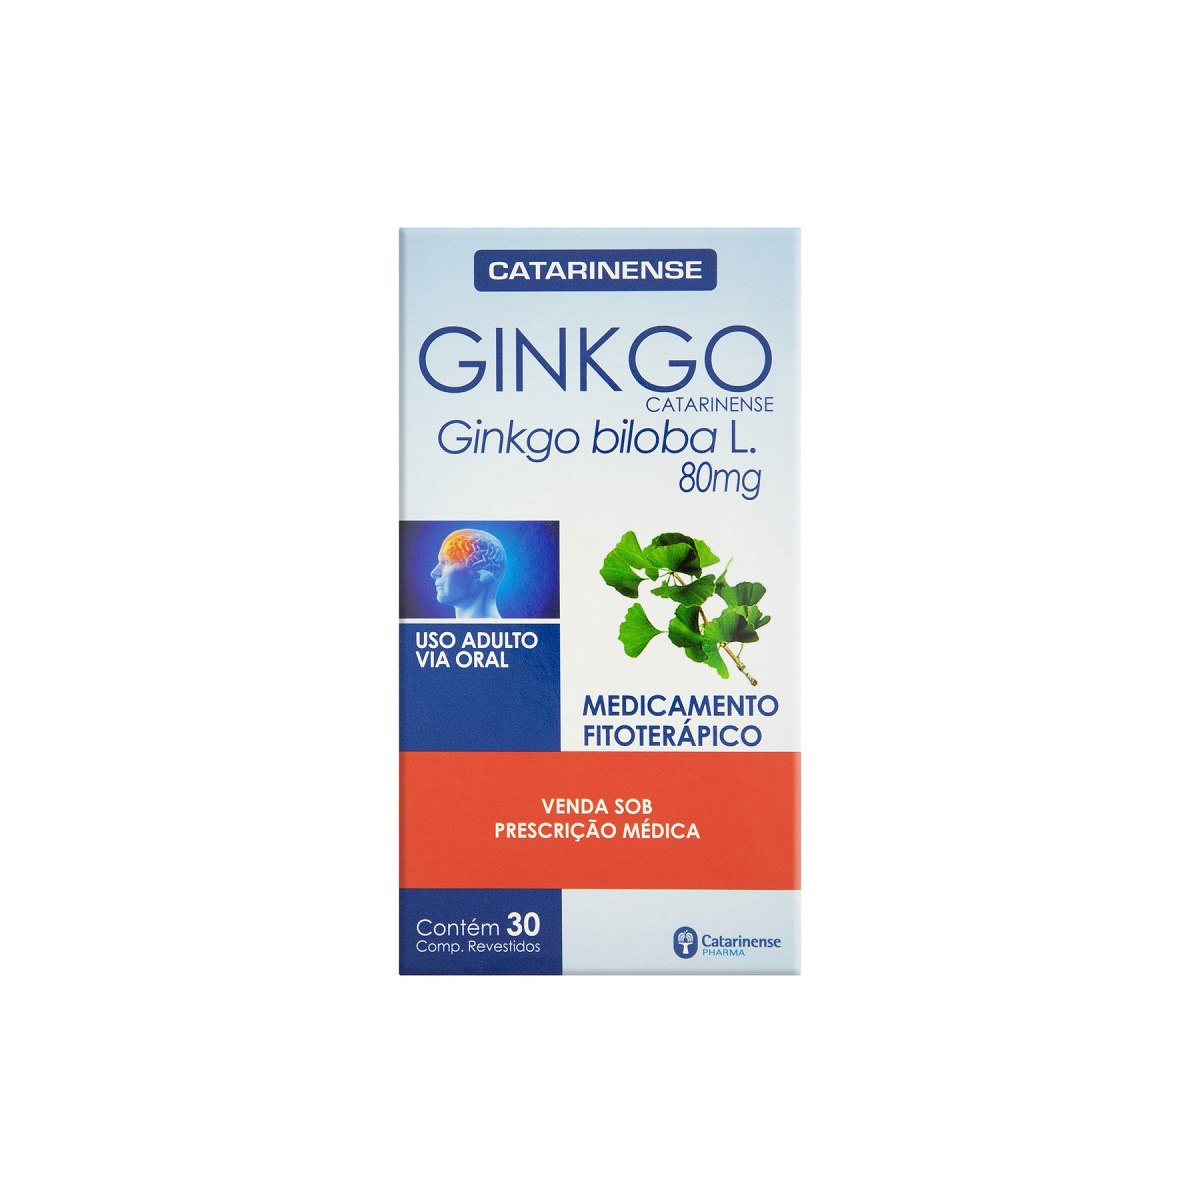 CATARINENSE
GINKGO
CATARINENSE
Ginkgo biloba L.
80mg
USO ADULTO
VIA ORAL
MEDICAMENTO
FITOTERÁPICO
VENDA SOB
PRESCRIÇÃO MÉDICA
Contém 30
Comp. Revestidos
Catarinense
PHARMA